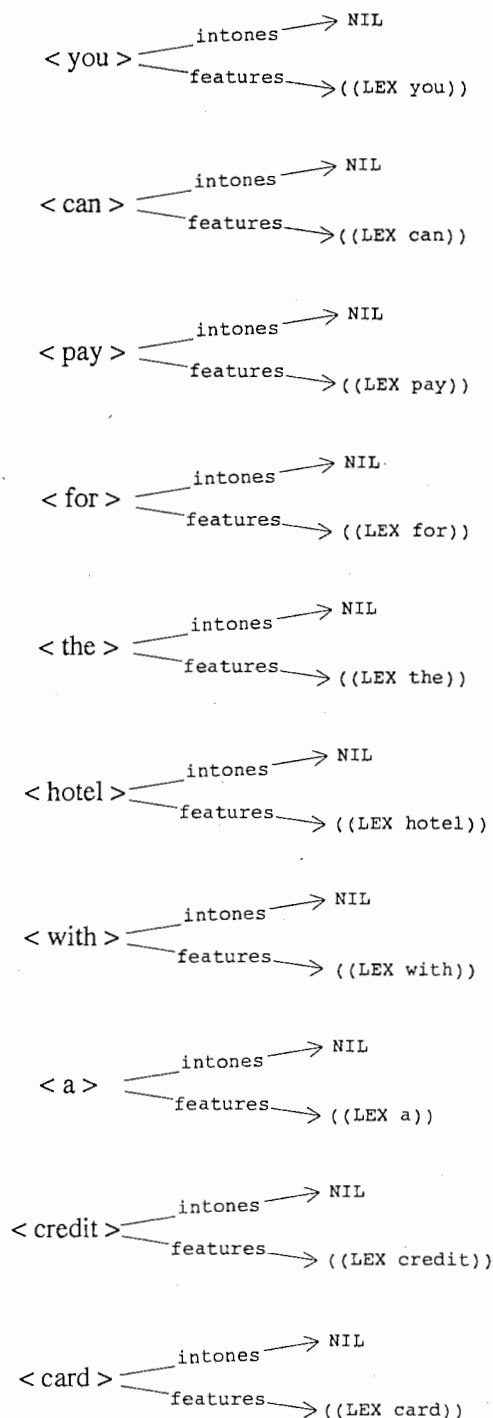 intones NIL
< you >
features ((LEX you))
intones NIL
< can >
features ((LEX can))
intones NIL
< pay >
features ((LEX pay))
intones NIL
< for >
features ((LEX for))
intones NIL
< the >
features ((LEX the))
intones NIL
< hotel >
features ((LEX hotel))
intones NIL
< with >
features ((LEX with))
intones NIL
< a >
features ((LEX a))
intones NIL
< credit >
features ((LEX credit))
intones NIL
< card >
features ((LEX card))